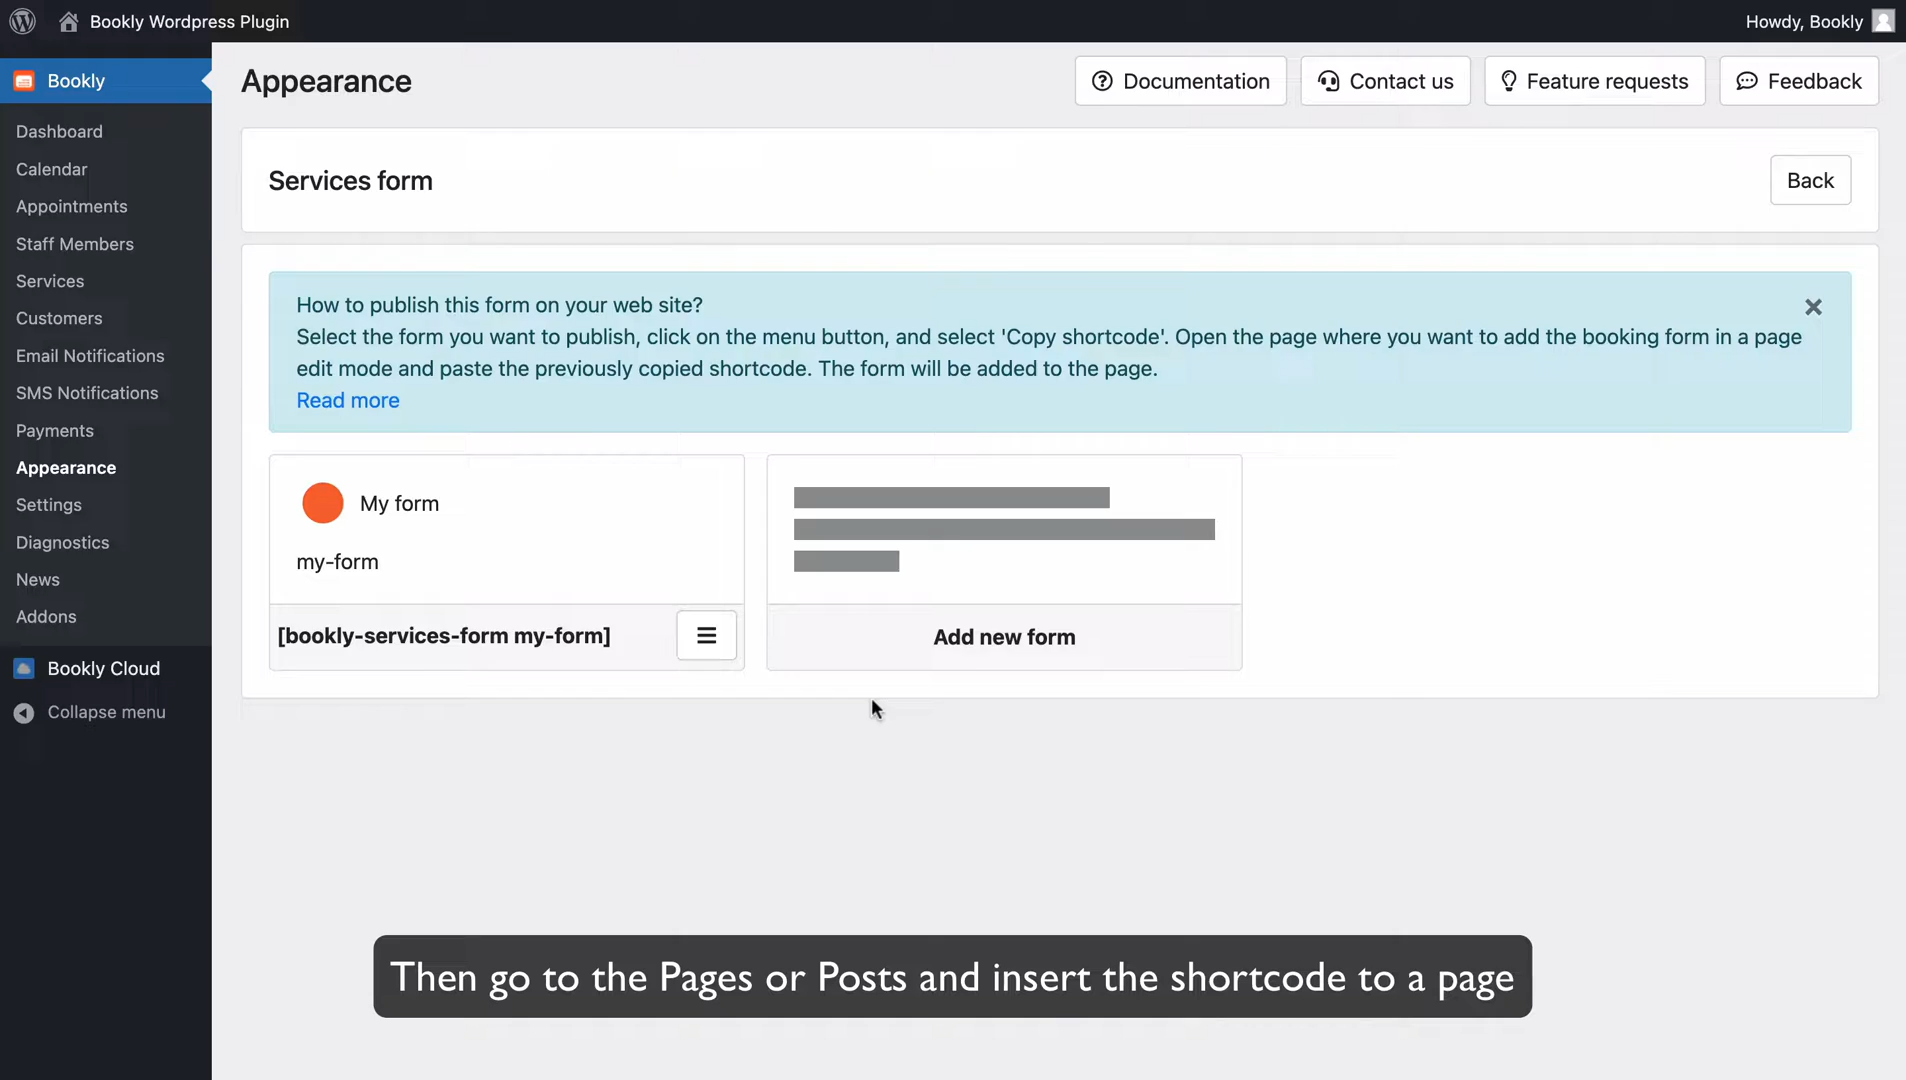 Bookly Wordpress Plugin
Howdy, Bookly
Bookly
Dashboard
Calendar
Appointments
Staff Members
Services
Customers
Email Notifications
SMS Notifications
Payments
Appearance
Settings
Diagnostics
News
Addons
Bookly Cloud
Collapse menu
Appearance
Documentation
Contact us
Feature requests
Feedback
Services form
Back
How to publish this form on your web site?
Select the form you want to publish, click on the menu button, and select 'Copy shortcode'. Open the page where you want to add the booking form in a page
edit mode and paste the previously copied shortcode. The form will be added to the page.
Read more
My form
my-form
[bookly-services-form my-form]
Add new form
Then go to the Pages or Posts and insert the shortcode to a page